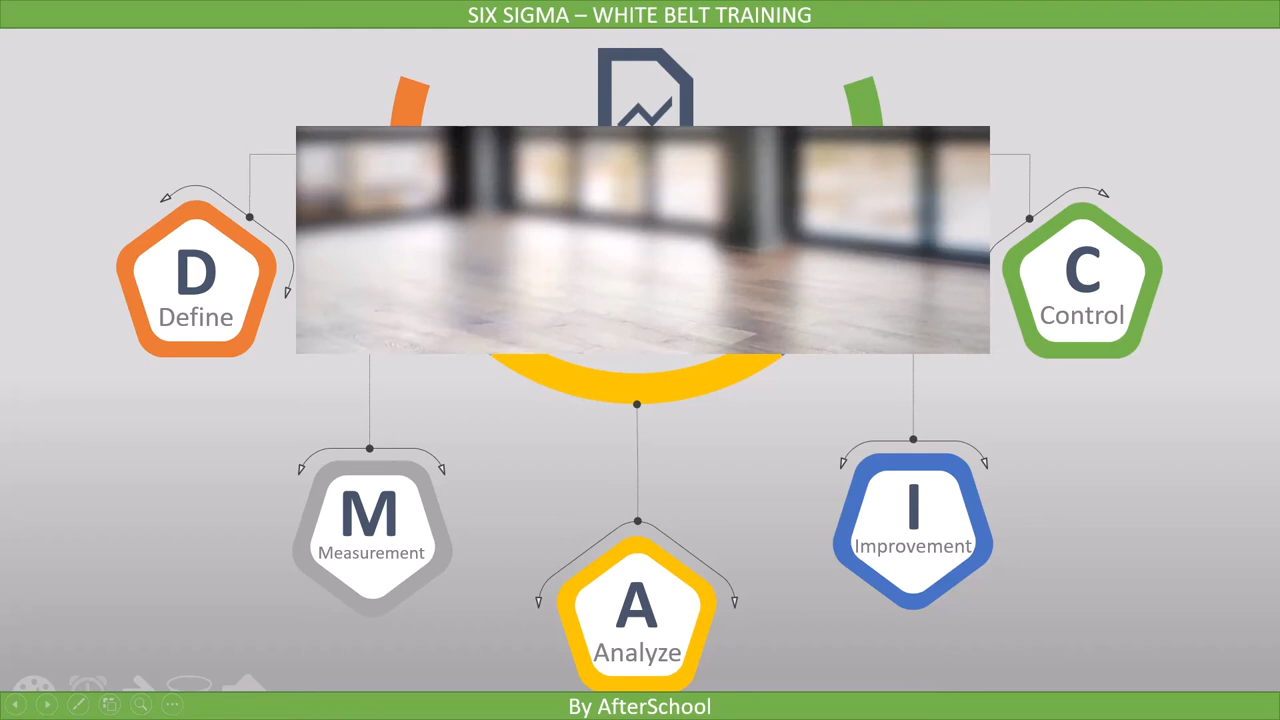 SIX SIGMA – WHITE BELT TRAINING
D
Define
M
Measurement
A
Analyze
I
Improvement
C
Control
By AfterSchool